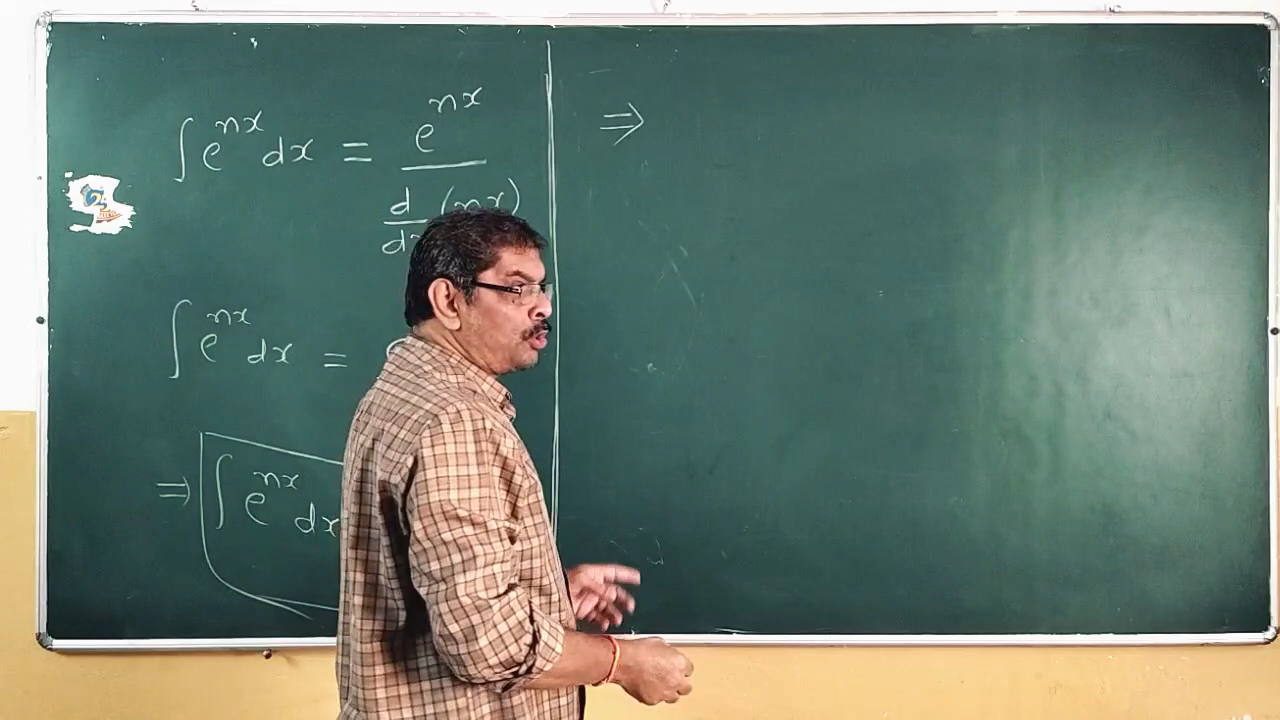 ∫e^{nx} dx = e^{nx} / d/dx (nx)
∫e^{nx} dx =
⇒ ∫e^{nx} dx
⇒